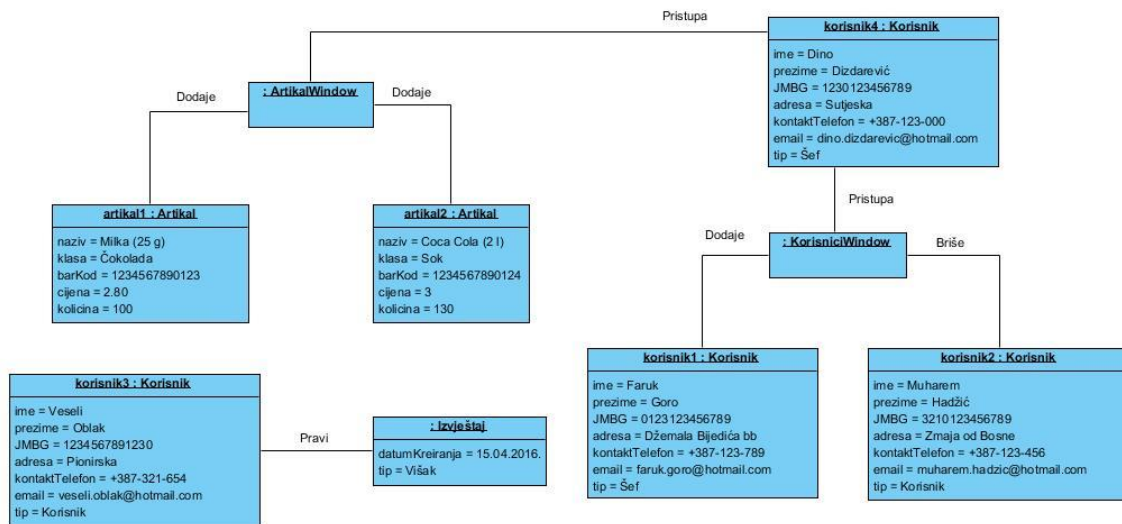 Pristupa
korisnik4 : Korisnik
ime = Dino
prezime = Dizdarević
JMBG = 1230123456789
adresa = Sutjeska
kontaktTelefon = +387-123-000
email = dino.dizdarevic@hotmail.com
tip = Šef
: ArtikalWindow
Dodaje
Dodaje
artikal1 : Artikal
naziv = Milka (25 g)
klasa = Čokolada
barKod = 1234567890123
cijena = 2.80
kolicina = 100
artikal2 : Artikal
naziv = Coca Cola (2 l)
klasa = Sok
barKod = 1234567890124
cijena = 3
kolicina = 130
Pristupa
: KorisniciWindow
Dodaje
Briše
korisnik1 : Korisnik
ime = Faruk
prezime = Goro
JMBG = 0123123456789
adresa = Džemala Bijedića bb
kontaktTelefon = +387-123-789
email = faruk.goro@hotmail.com
tip = Šef
korisnik2 : Korisnik
ime = Muharem
prezime = Hadžić
JMBG = 3210123456789
adresa = Zmaja od Bosne
kontaktTelefon = +387-123-456
email = muharem.hadzic@hotmail.com
tip = Korisnik
korisnik3 : Korisnik
ime = Veseli
prezime = Oblak
JMBG = 1234567891230
adresa = Pionirska
kontaktTelefon = +387-321-654
email = veseli.oblak@hotmail.com
tip = Korisnik
Pravi
: Izvještaj
datumKreiranja = 15.04.2016.
tip = Višak